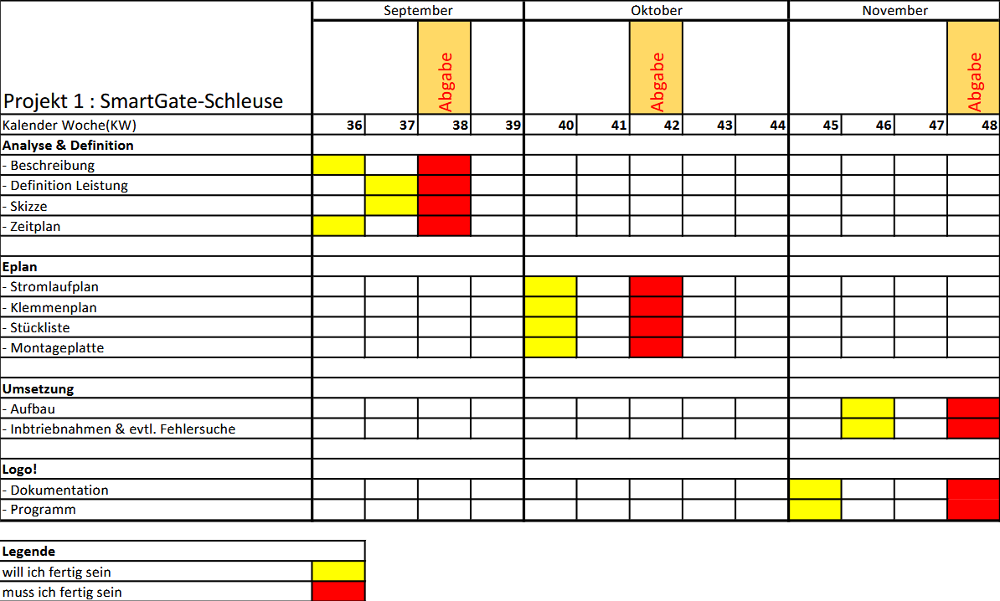 September Oktober November
Abgabe Abgabe Abgabe
Projekt 1 : SmartGate-Schleuse
Kalender Woche(KW) 36 37 38 39 40 41 42 43 44 45 46 47 48
Analyse & Definition
- Beschreibung
- Definition Leistung
- Skizze
- Zeitplan
Eplan
- Stromlaufplan
- Klemmenplan
- Stückliste
- Montageplatte
Umsetzung
- Aufbau
- Inbtriebnahmen & evtl. Fehlersuche
Logo!
- Dokumentation
- Programm
Legende
will ich fertig sein
muss ich fertig sein